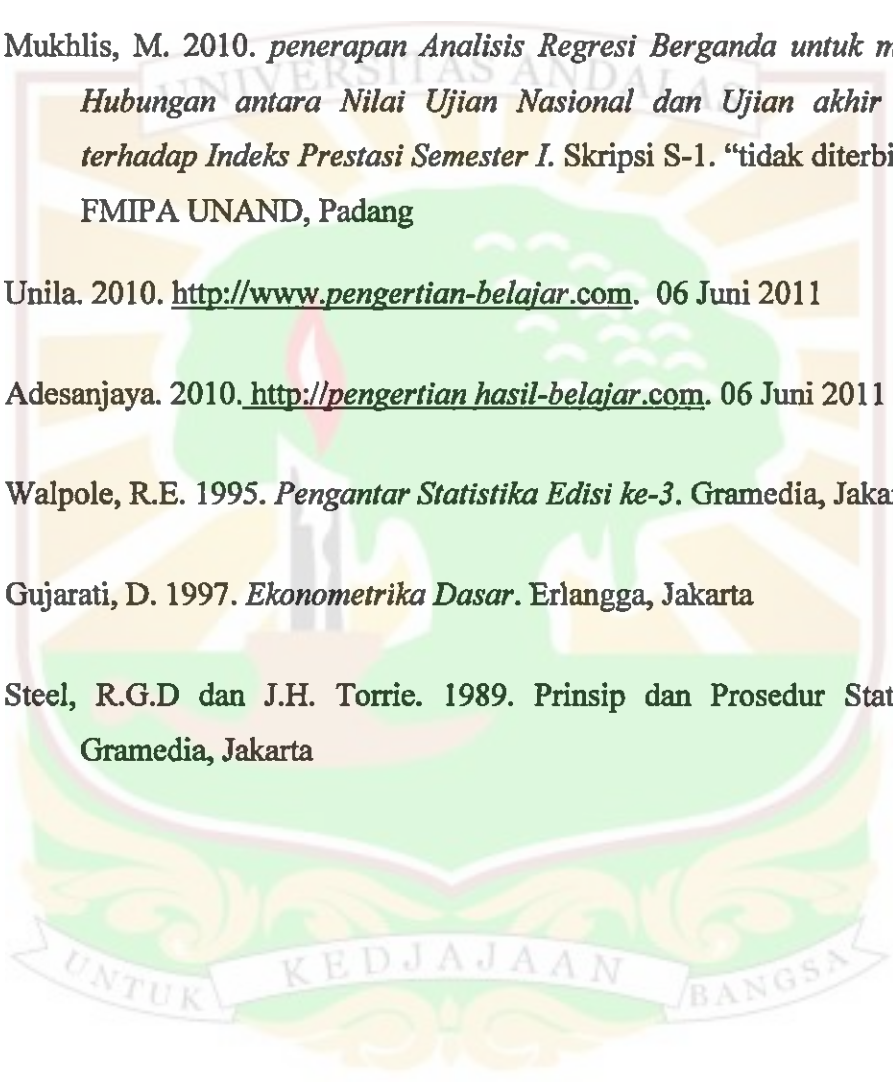 Mukhlis, M. 2010. penerapan Analisis Regresi Berganda untuk
Hubungan antara Nilai Ujian Nasional dan Ujian akhir
terhadap Indeks Prestasi Semester I. Skripsi S-1. “tidak
FMIPA UNAND, Padang
Unila. 2010. http://www.pengertian-belajar.com. 06 Juni 2011
Adesanjaya. 2010. http://pengertian hasil-belajar.com. 06 Juni 2011
Walpole, R.E. 1995. Pengantar Statistika Edisi ke-3. Gramedia,
Gujarati, D. 1997. Ekonometrika Dasar. Erlangga, Jakarta
Steel, R.G.D dan J.H. Torrie. 1989. Prinsip dan Prosedur
Gramedia, Jakarta
UNIVERSITAS ANDALAS
UNTUK KEDJAJAAN BANGSA